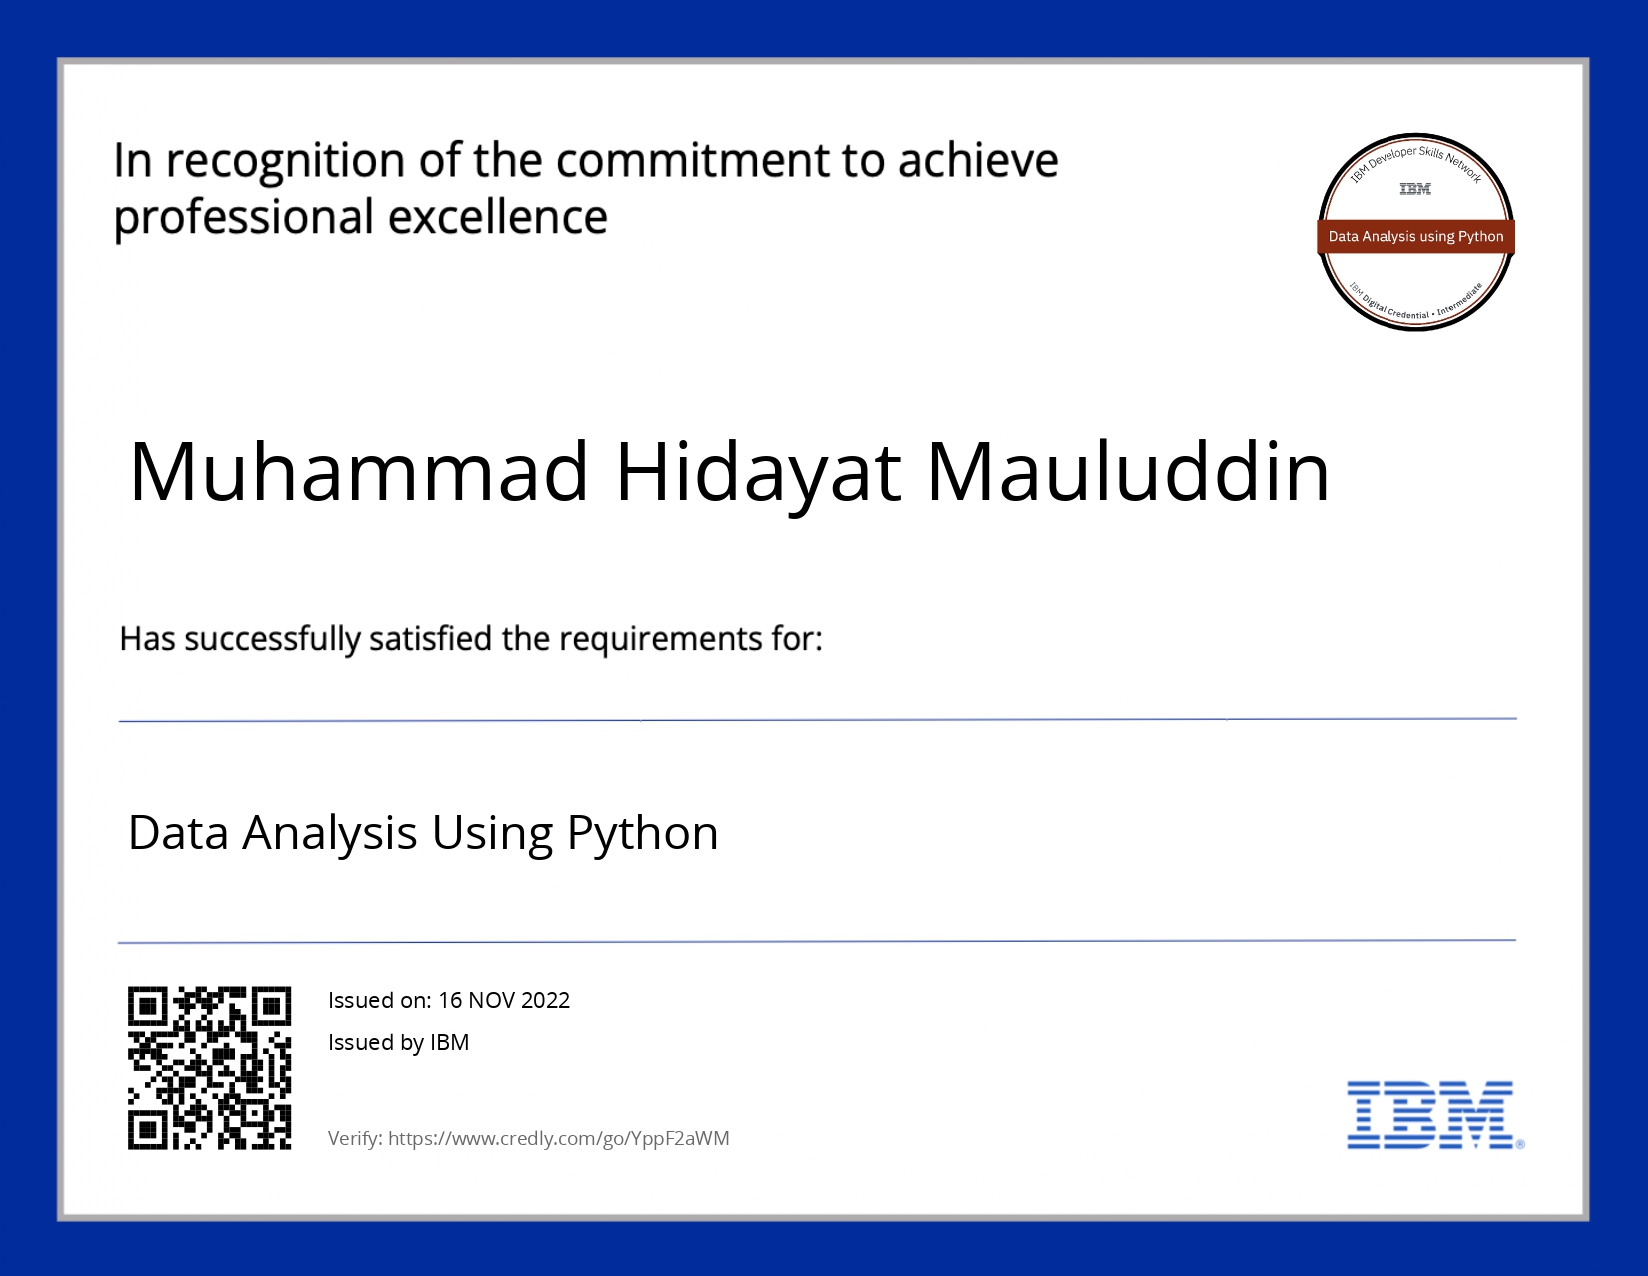 In recognition of the commitment to achieve
professional excellence
IBM Developer Skills Network
IBM
Data Analysis using Python
IBM Digital Credential • Intermediate
Muhammad Hidayat Mauluddin
Has successfully satisfied the requirements for:
Data Analysis Using Python
Issued on: 16 NOV 2022
Issued by IBM
Verify: https://www.credly.com/go/YppF2aWM
IBM®